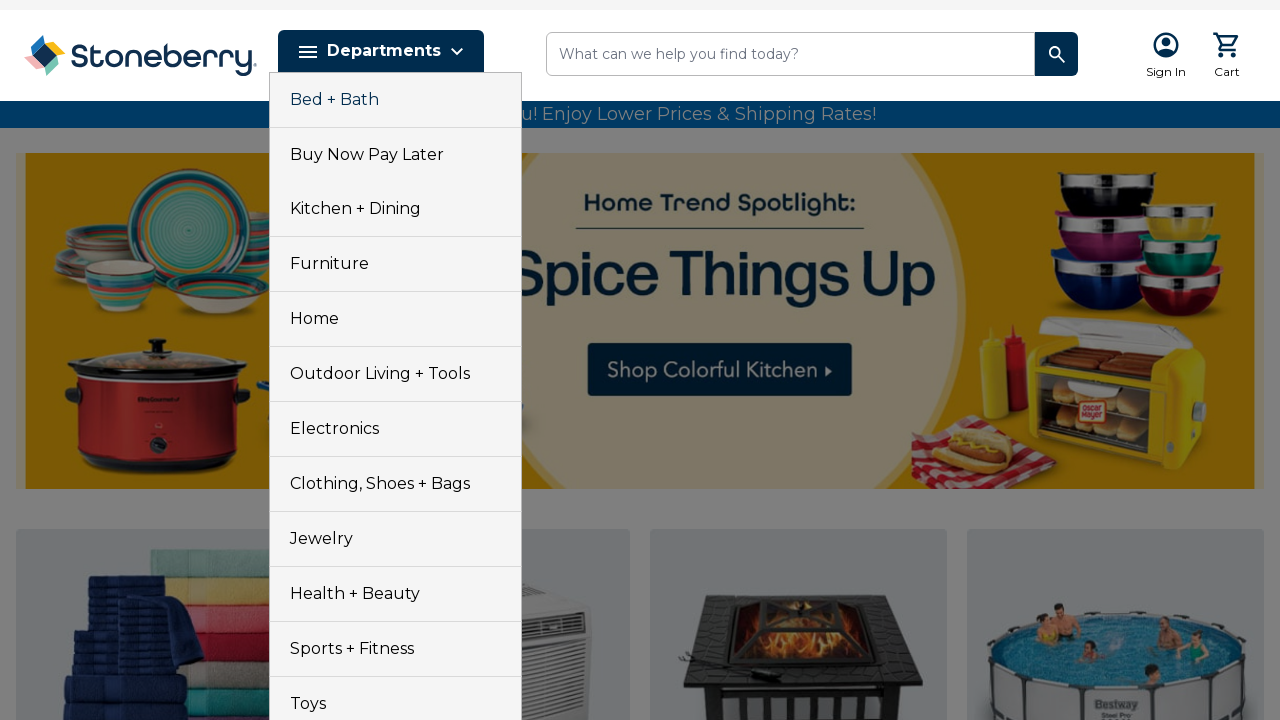 Stoneberry
Departments
What can we help you find today?
Sign In
Cart
u! Enjoy Lower Prices & Shipping Rates!
Bed + Bath
Buy Now Pay Later
Kitchen + Dining
Furniture
Home
Outdoor Living + Tools
Electronics
Clothing, Shoes + Bags
Jewelry
Health + Beauty
Sports + Fitness
Toys
Home Trend Spotlight:
Spice Things Up
Shop Colorful Kitchen
Oscar
Mayer
Bestway
Steel Pro